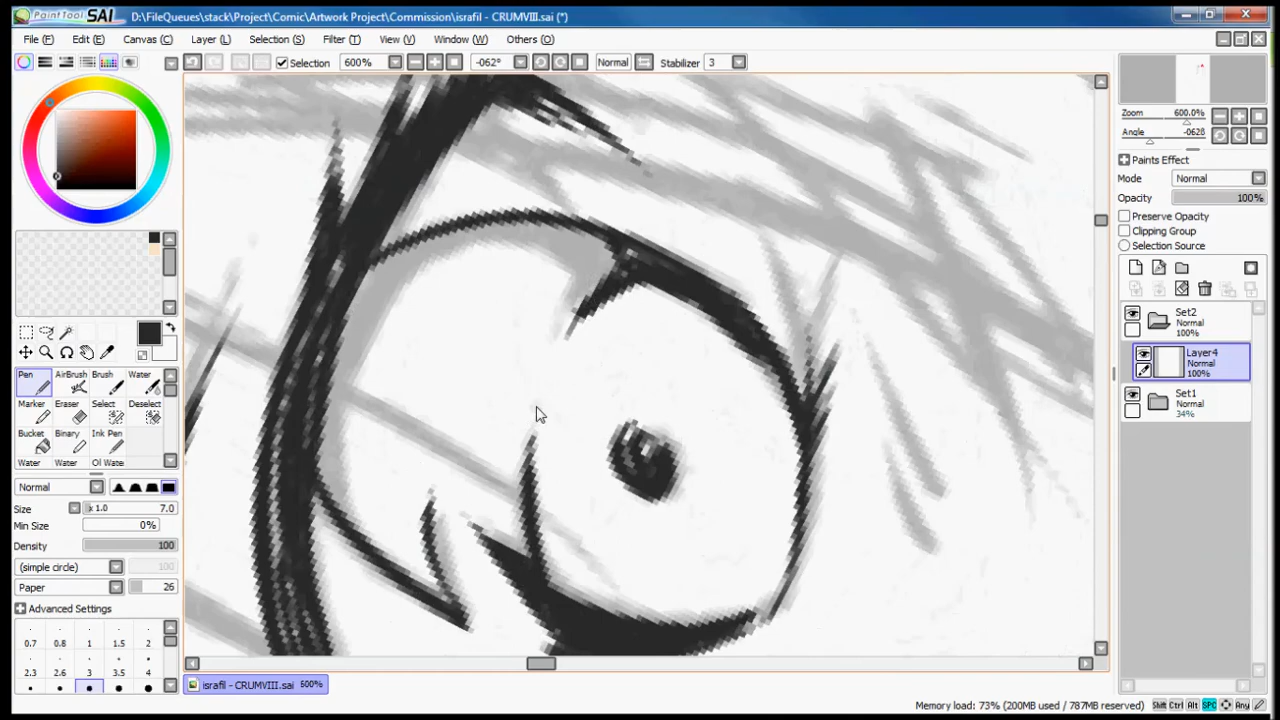 PaintTool SAI D:\FileQueues\stack\Project\Comic\Artwork Project\Commission\israfil - CRUMVIII.sai (*)
File (F) Edit (E) Canvas (C) Layer (L) Selection (S) Filter (T) View (V) Window (W) Others (O)
Selection 600% -062° Normal Stabilizer 3
Zoom 600.0%
Angle -062ß
Paints Effect
Mode Normal
Opacity 100%
Preserve Opacity
Clipping Group
Selection Source
Set2
Normal
100%
Layer4
Normal
100%
Set1
Normal
34%
Pen AirBrush Brush Water
Marker Eraser Select Deselect
Bucket Binary Ink Pen
Water Water Ol Wate
Normal
Size x 1.0 7.0
Min Size 0%
Density 100
(simple circle) 100
Paper 26
Advanced Settings
0.7 0.8 1 1.5 2
2.3 2.6 3 3.5 4
israfil - CRUMVIII.sai 600%
Memory load: 73% (200MB used / 787MB reserved) Shift Ctrl Alt SPC Any